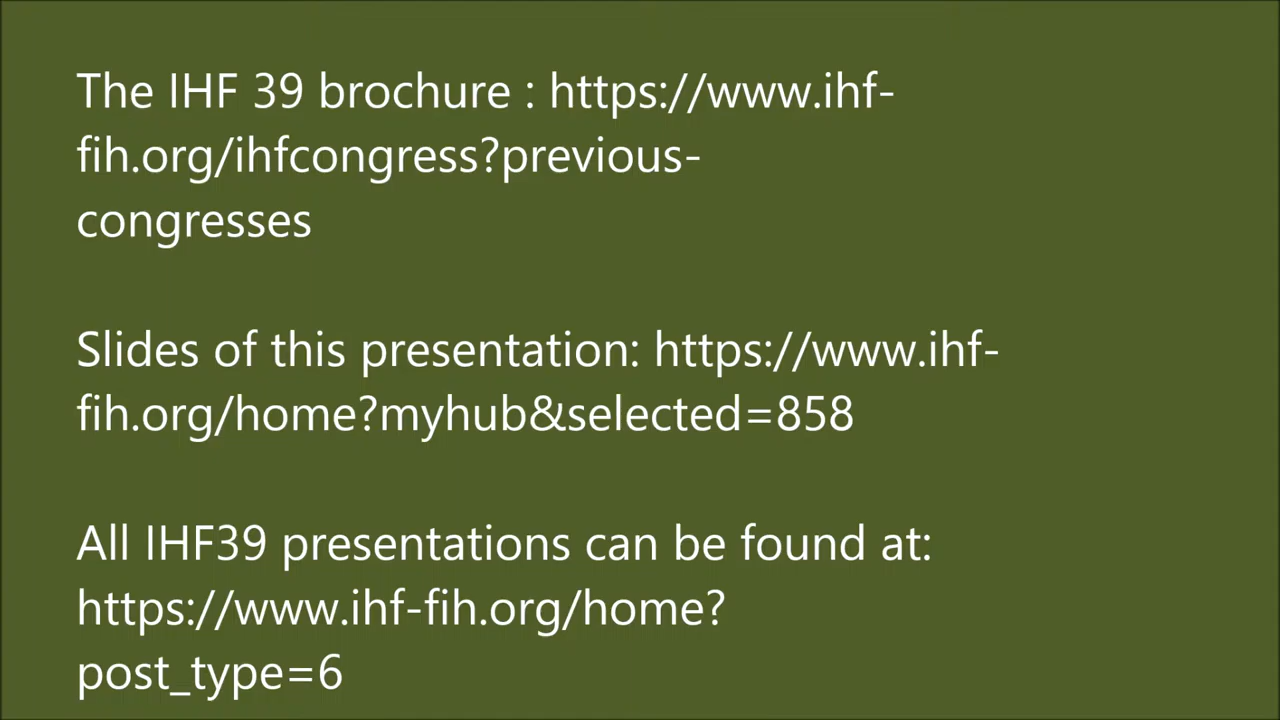 The IHF 39 brochure : https://www.ihf-
fih.org/ihfcongress?previous-
congresses
Slides of this presentation: https://www.ihf-
fih.org/home?myhub&selected=858
All IHF39 presentations can be found at:
https://www.ihf-fih.org/home?
post_type=6